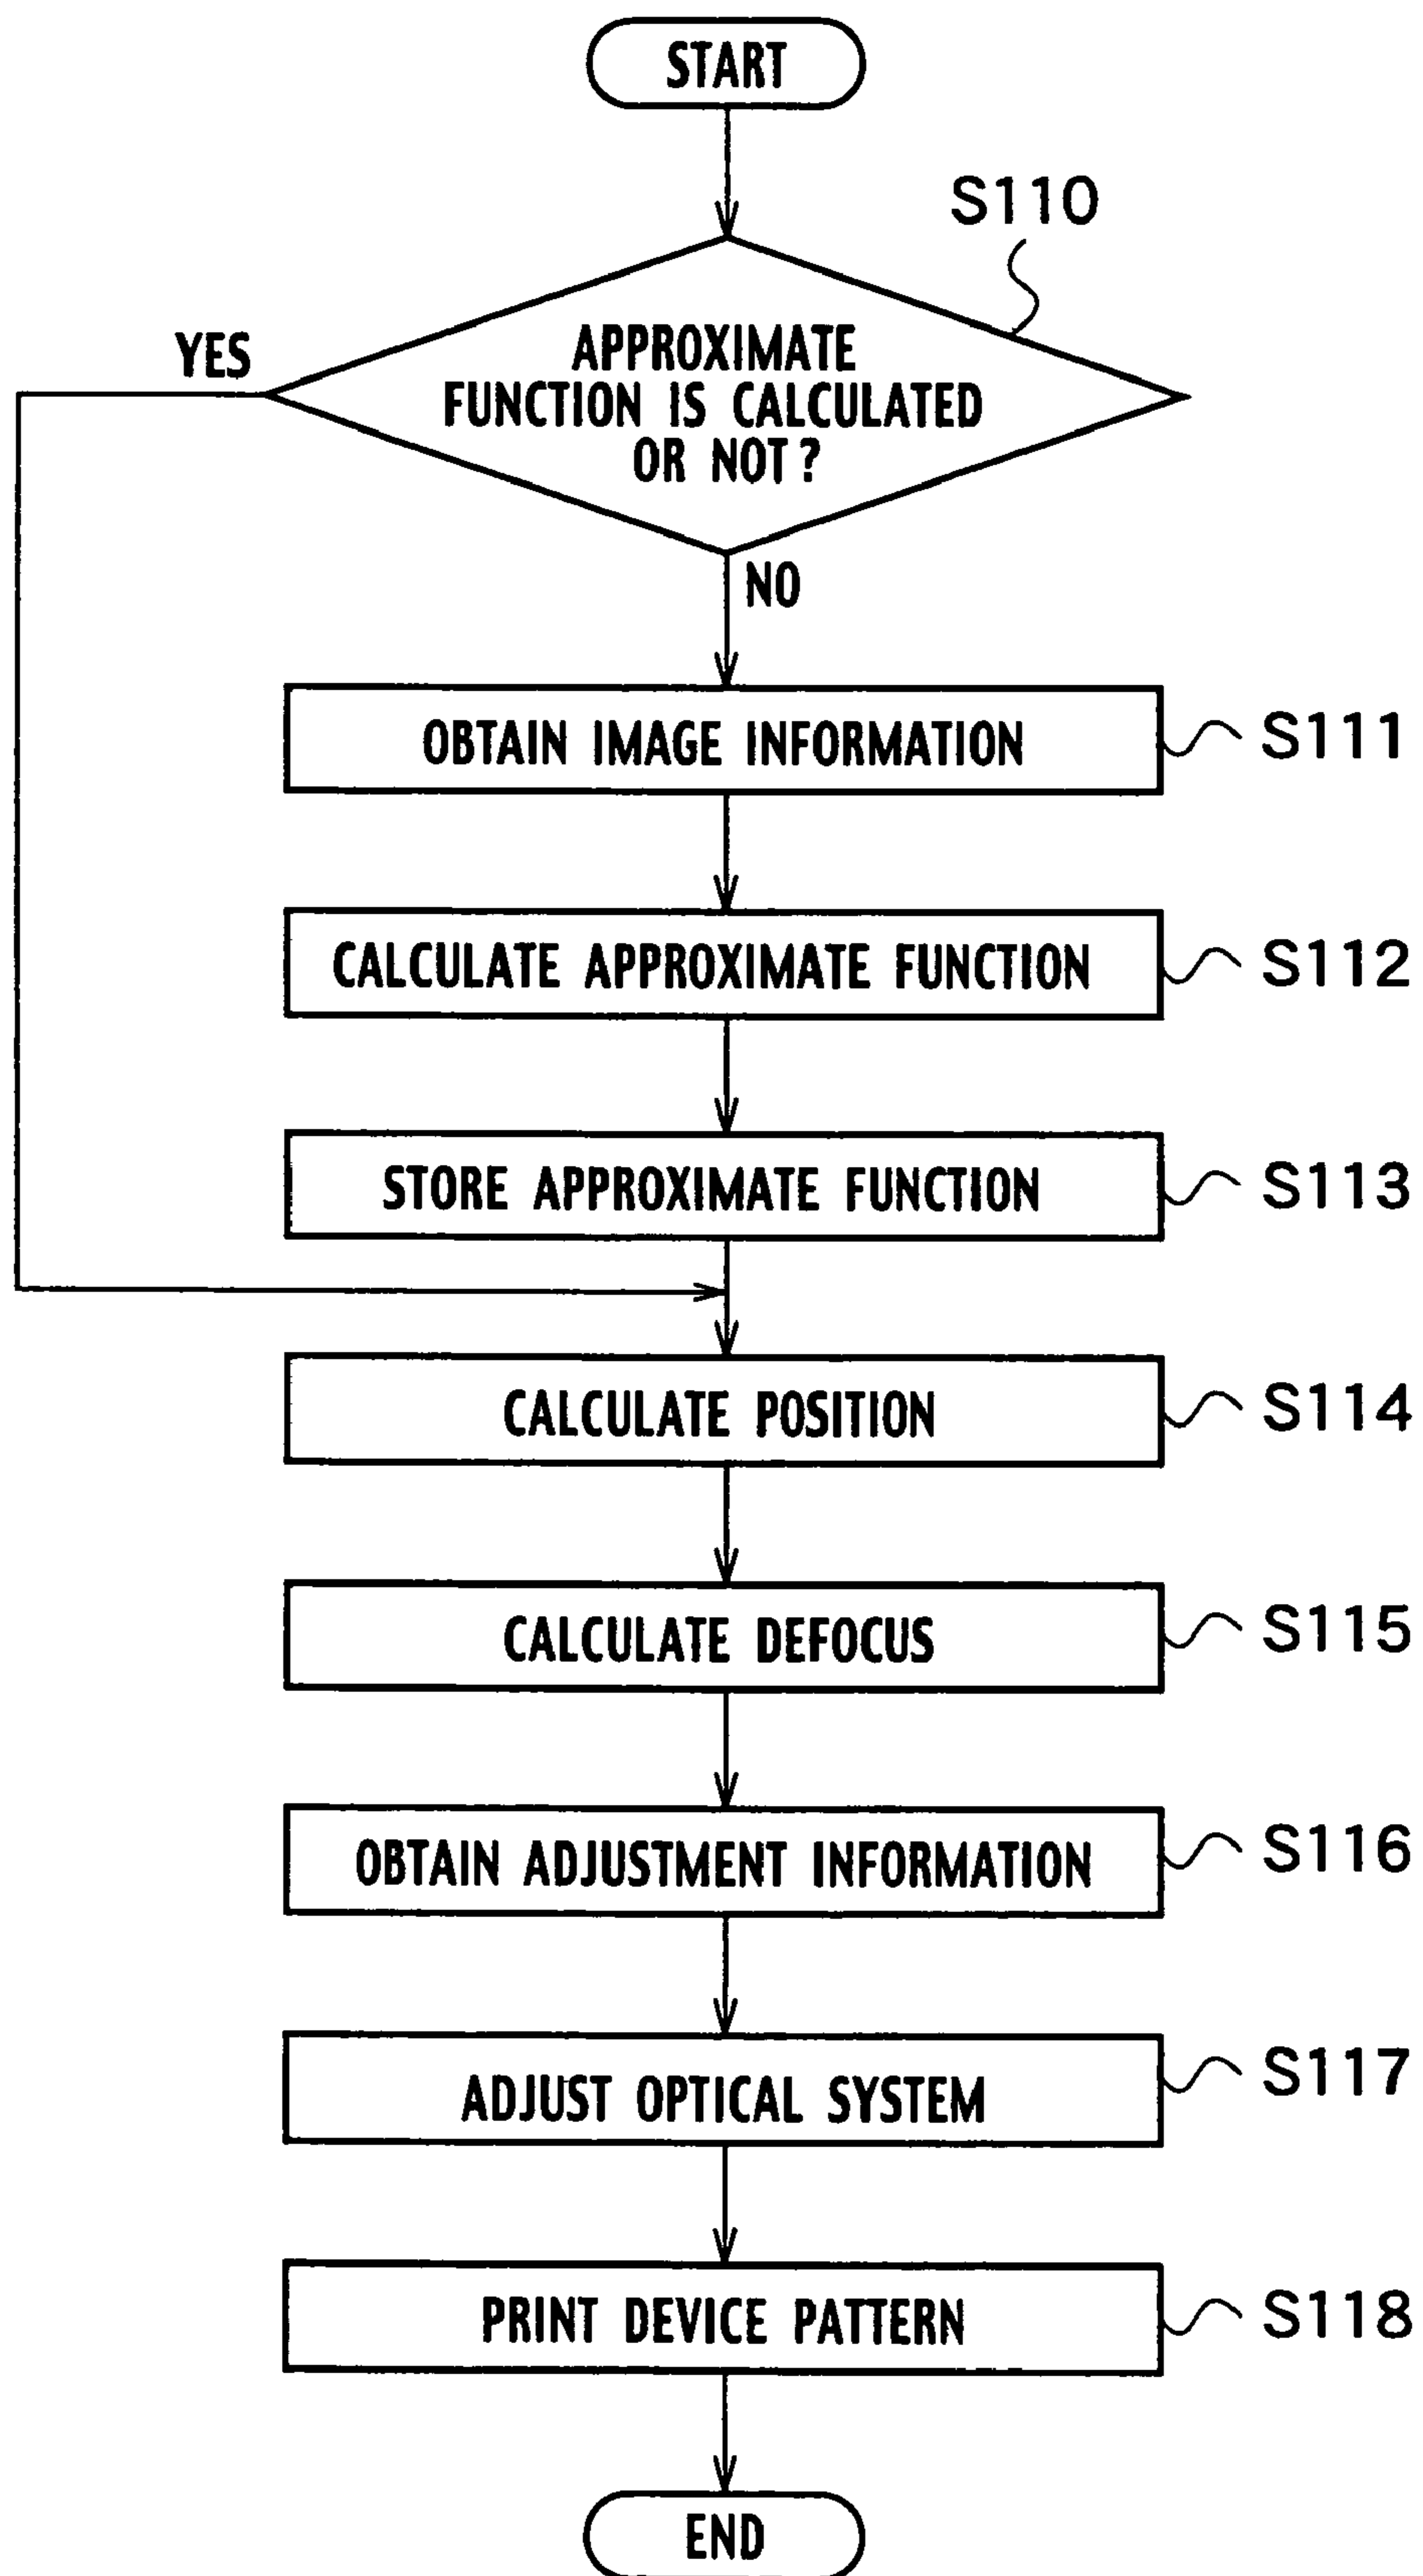 START
S110
YES
APPROXIMATE
FUNCTION IS CALCULATED
OR NOT?
NO
OBTAIN IMAGE INFORMATION
S111
CALCULATE APPROXIMATE FUNCTION
S112
STORE APPROXIMATE FUNCTION
S113
CALCULATE POSITION
S114
CALCULATE DEFOCUS
S115
OBTAIN ADJUSTMENT INFORMATION
S116
ADJUST OPTICAL SYSTEM
S117
PRINT DEVICE PATTERN
S118
END